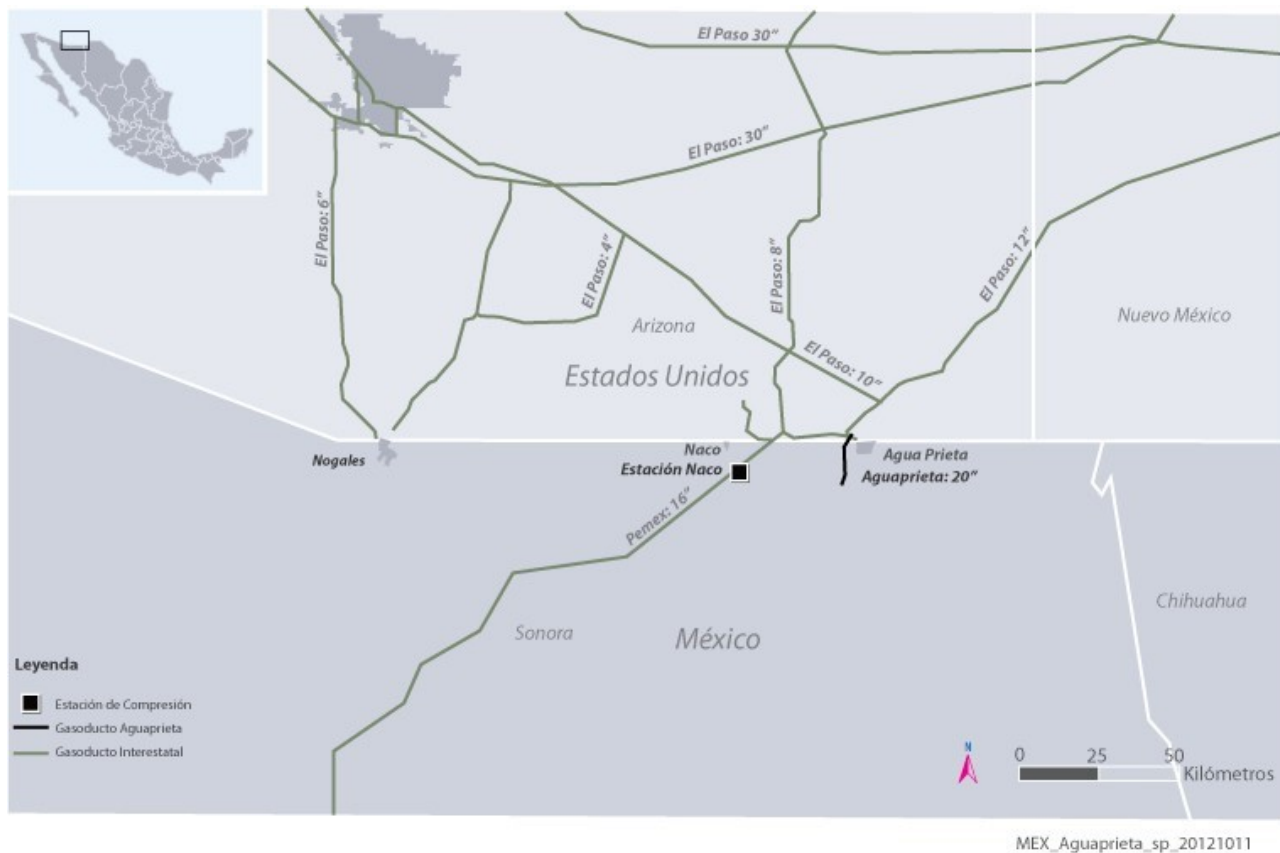 El Paso 30"
El Paso: 30"
El Paso: 6"
El Paso: 4"
El Paso: 8"
El Paso: 12"
Arizona
Nuevo México
Estados Unidos
El Paso: 10"
Nogales
Naco
Estación Naco
Agua Prieta
Aguaprieta: 20"
Pemex: 16"
Sonora
México
Chihuahua
Leyenda
Estación de Compresión
Gasoducto Aguaprieta
Gasoducto Interestatal
N
0 25 50
Kilómetros
MEX_Aguaprieta_sp_20121011